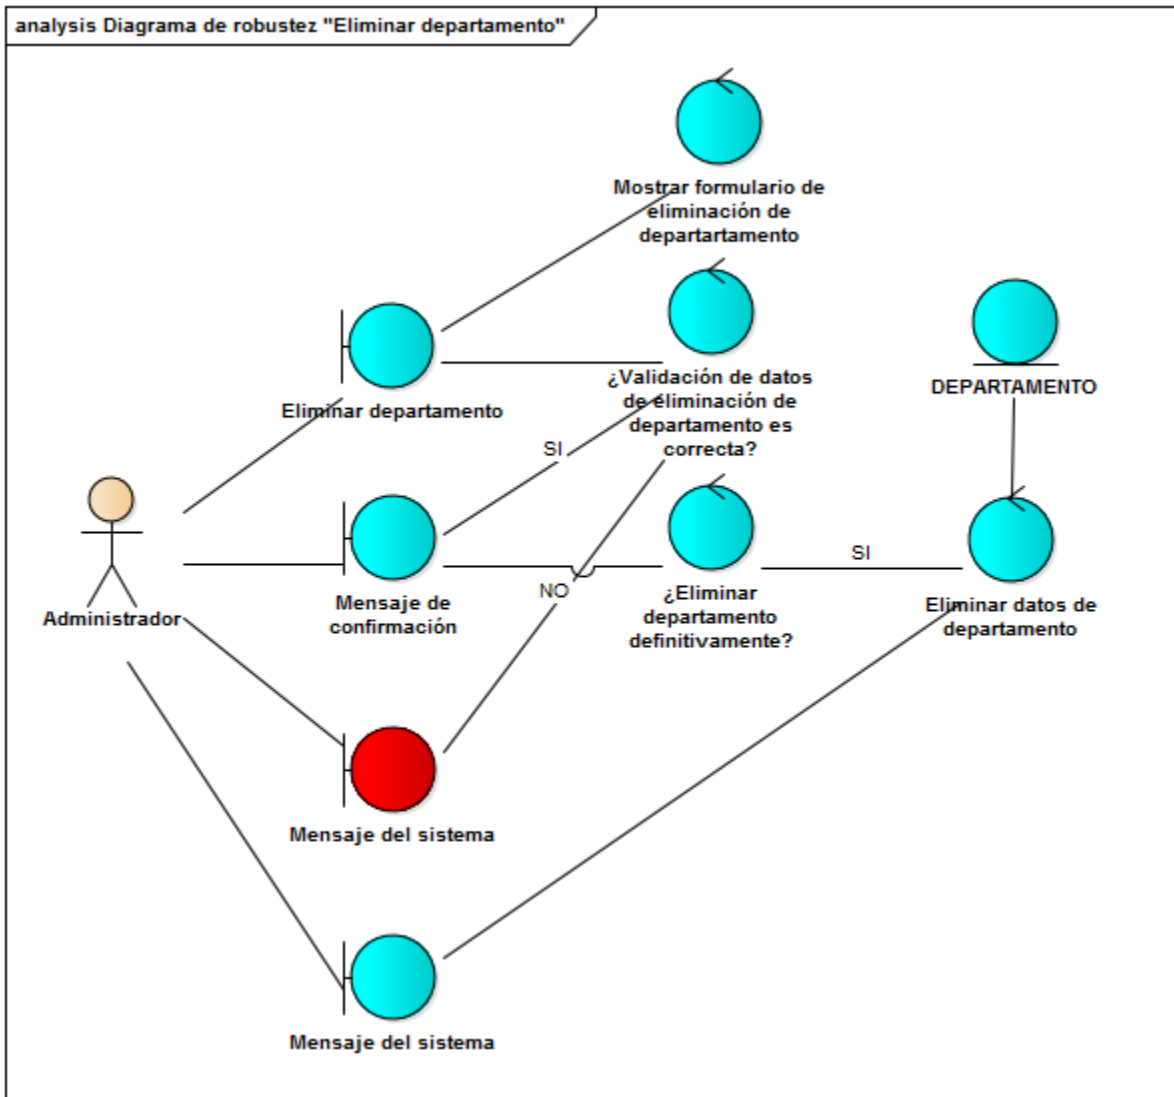 analysis Diagrama de robustez "Eliminar departamento"
Mostrar formulario de
eliminación de
departartamento
Eliminar departamento
¿Validación de datos
de eliminación de
departamento es
correcta?
DEPARTAMENTO
SI
Administrador
Mensaje de
confirmación
NO
¿Eliminar
departamento
definitivamente?
SI
Eliminar datos de
departamento
Mensaje del sistema
Mensaje del sistema